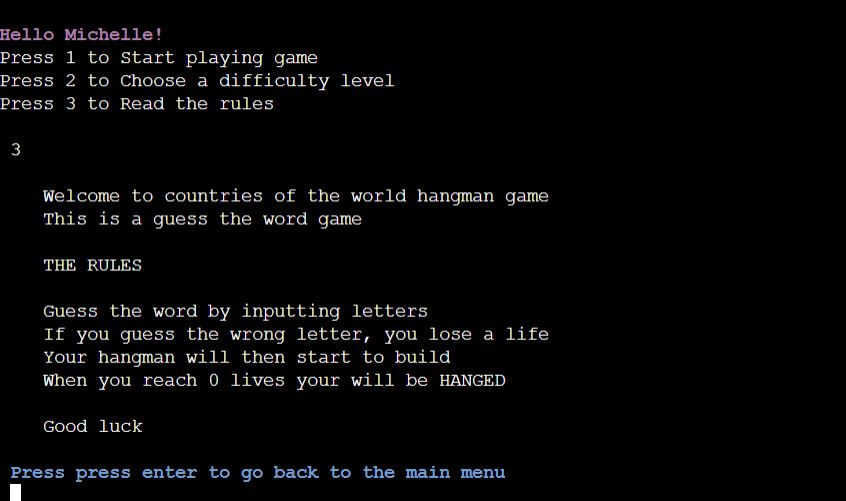 Hello Michelle!
Press 1 to Start playing game
Press 2 to Choose a difficulty level
Press 3 to Read the rules
3
Welcome to countries of the world hangman game
This is a guess the word game
THE RULES
Guess the word by inputting letters
If you guess the wrong letter, you lose a life
Your hangman will then start to build
When you reach 0 lives your will be HANGED
Good luck
Press press enter to go back to the main menu